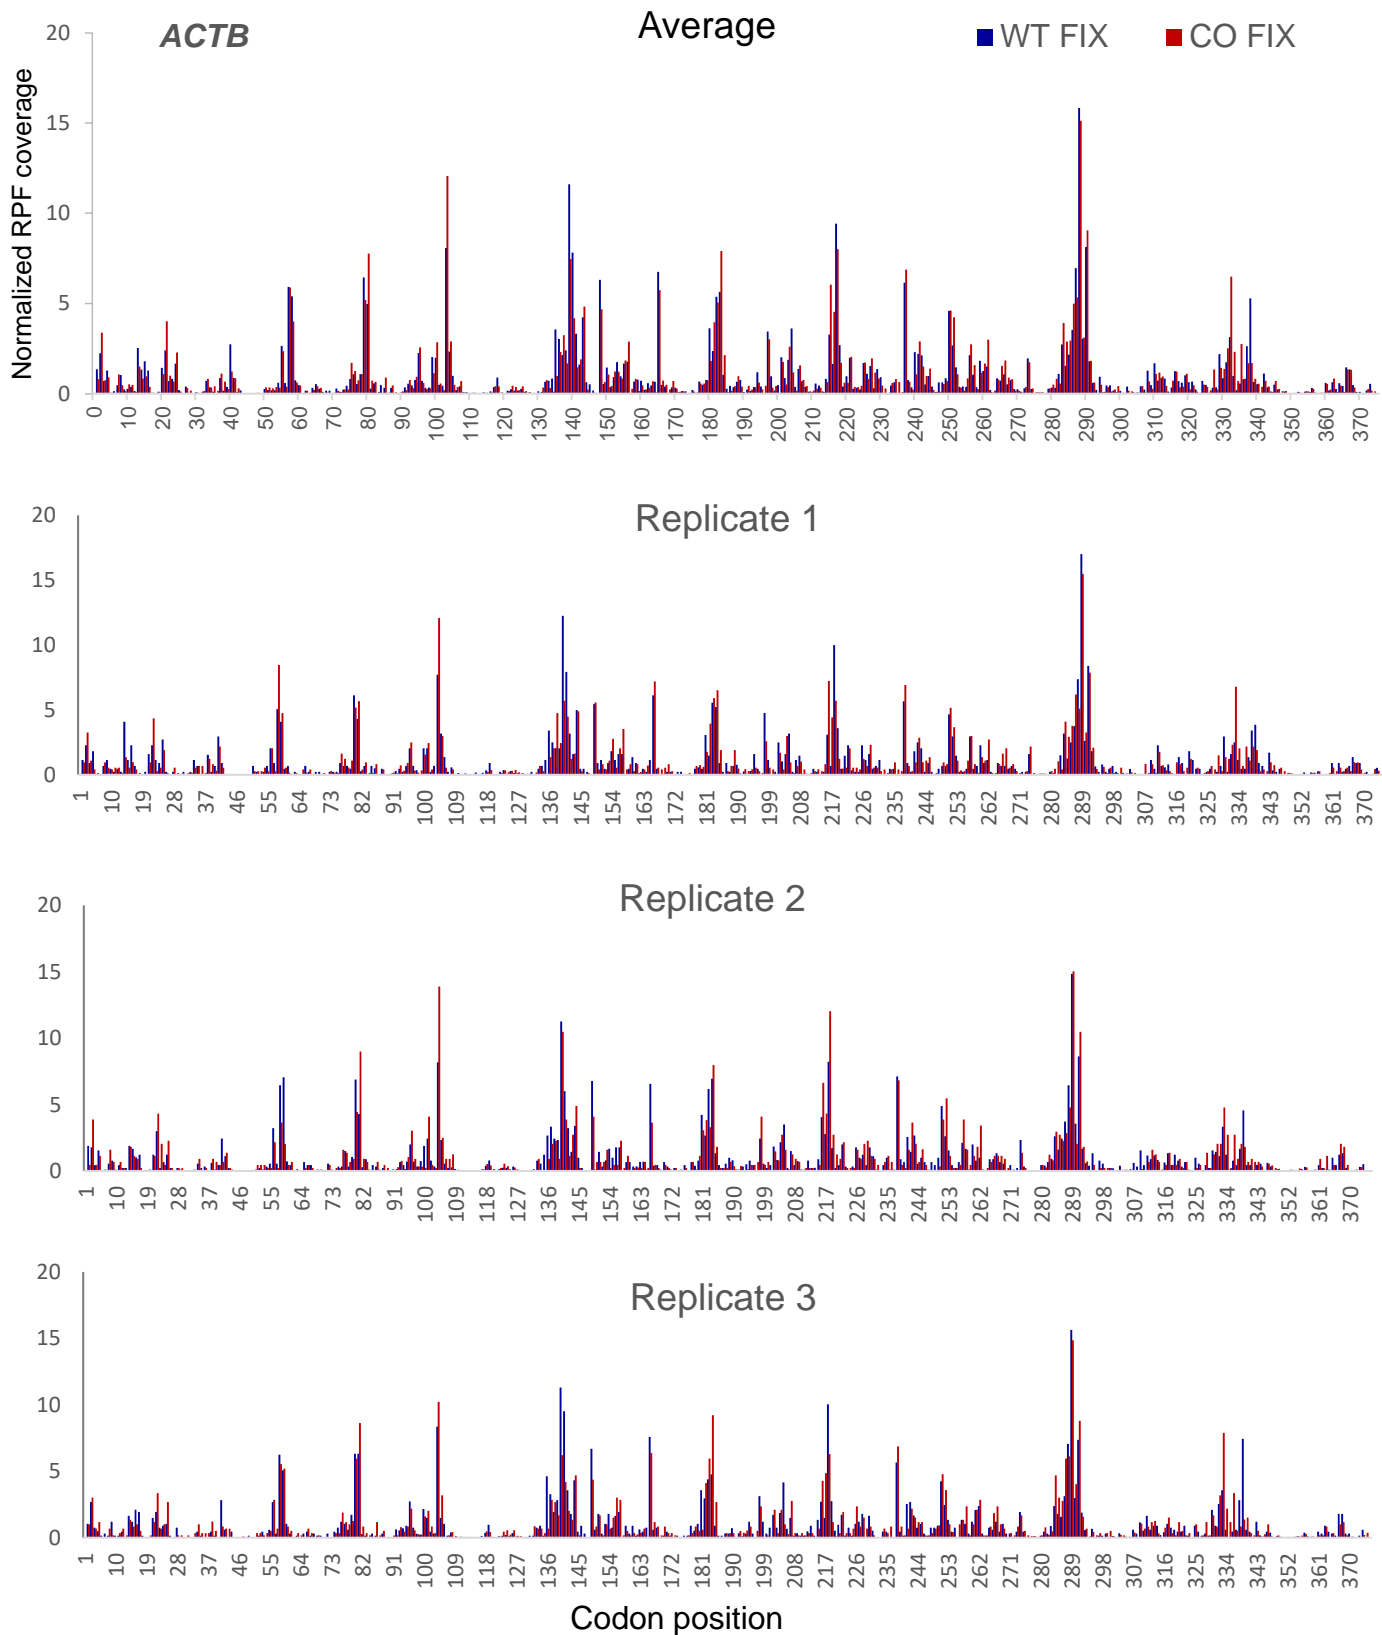 Average
ACTB
WT FIX CO FIX
Normalized RPF coverage
20
15
10
5
0
0 10 20 30 40 50 60 70 80 90 100 110 120 130 140 150 160 170 180 190 200 210 220 230 240 250 260 270 280 290 300 310 320 330 340 350 360 370
Replicate 1
20
15
10
5
0
1 10 19 28 37 46 55 64 73 82 91 100 109 118 127 136 145 154 163 172 181 190 199 208 217 226 235 244 253 262 271 280 289 298 307 316 325 334 343 352 361 370
Replicate 2
20
15
10
5
0
1 10 19 28 37 46 55 64 73 82 91 100 109 118 127 136 145 154 163 172 181 190 199 208 217 226 235 244 253 262 271 280 289 298 307 316 325 334 343 352 361 370
Replicate 3
20
15
10
5
0
1 10 19 28 37 46 55 64 73 82 91 100 109 118 127 136 145 154 163 172 181 190 199 208 217 226 235 244 253 262 271 280 289 298 307 316 325 334 343 352 361 370
Codon position